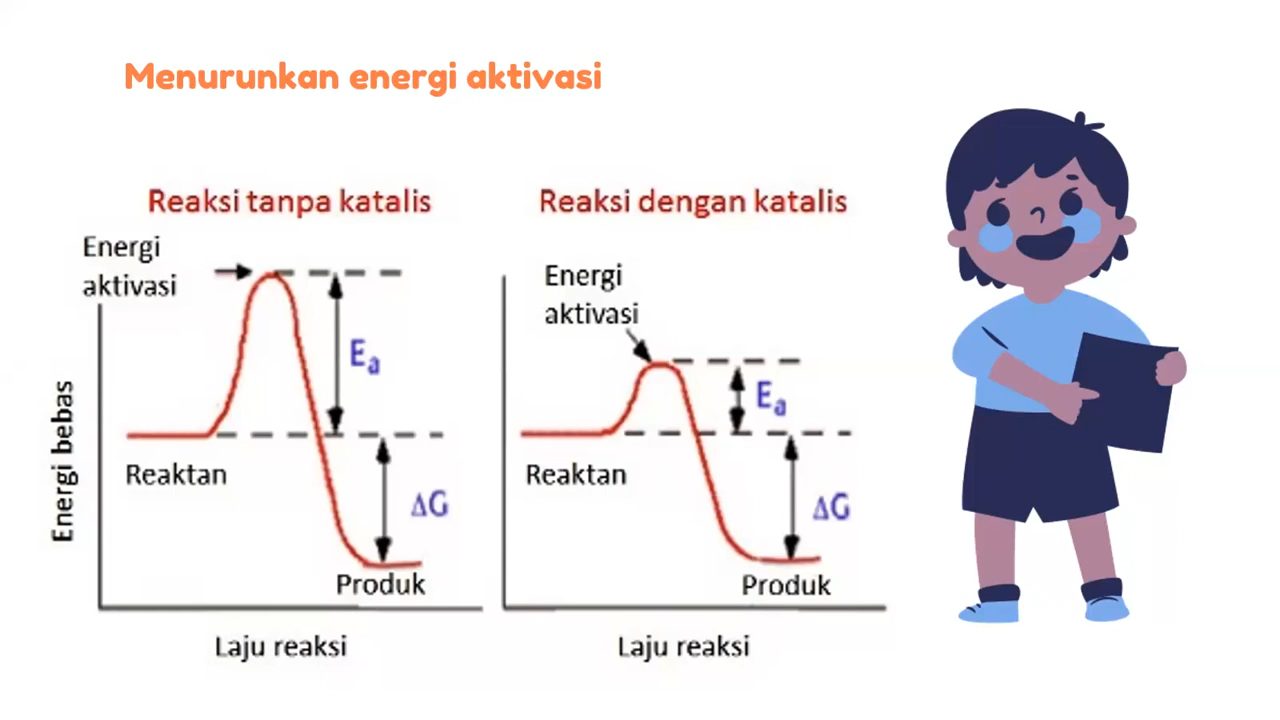 Menurunkan energi aktivasi
Reaksi tanpa katalis
Energi
aktivasi
Ea
Energi bebas
Reaktan
ΔG
Produk
Laju reaksi
Reaksi dengan katalis
Energi
aktivasi
Ea
Reaktan
ΔG
Produk
Laju reaksi